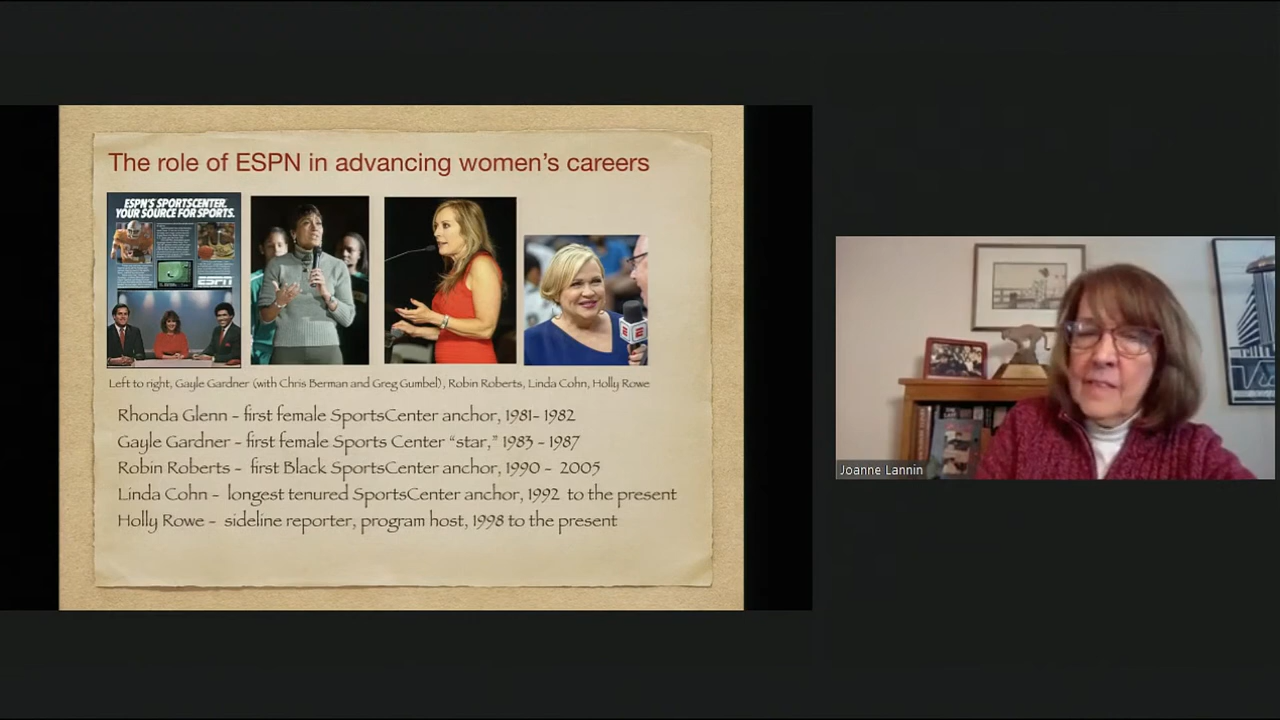 The role of ESPN in advancing women's careers
ESPN'S SPORTSCENTER.
YOUR SOURCE FOR SPORTS.
ESPN
Left to right, Gayle Gardner (with Chris Berman and Greg Gumbel), Robin Roberts, Linda Cohn, Holly Rowe
Rhonda Glenn – first female SportsCenter anchor, 1981- 1982
Gayle Gardner – first female Sports Center “star,” 1983 - 1987
Robin Roberts – first Black SportsCenter anchor, 1990 – 2005
Linda Cohn – longest tenured SportsCenter anchor, 1992 to the present
Holly Rowe – sideline reporter, program host, 1998 to the present
Joanne Lannin